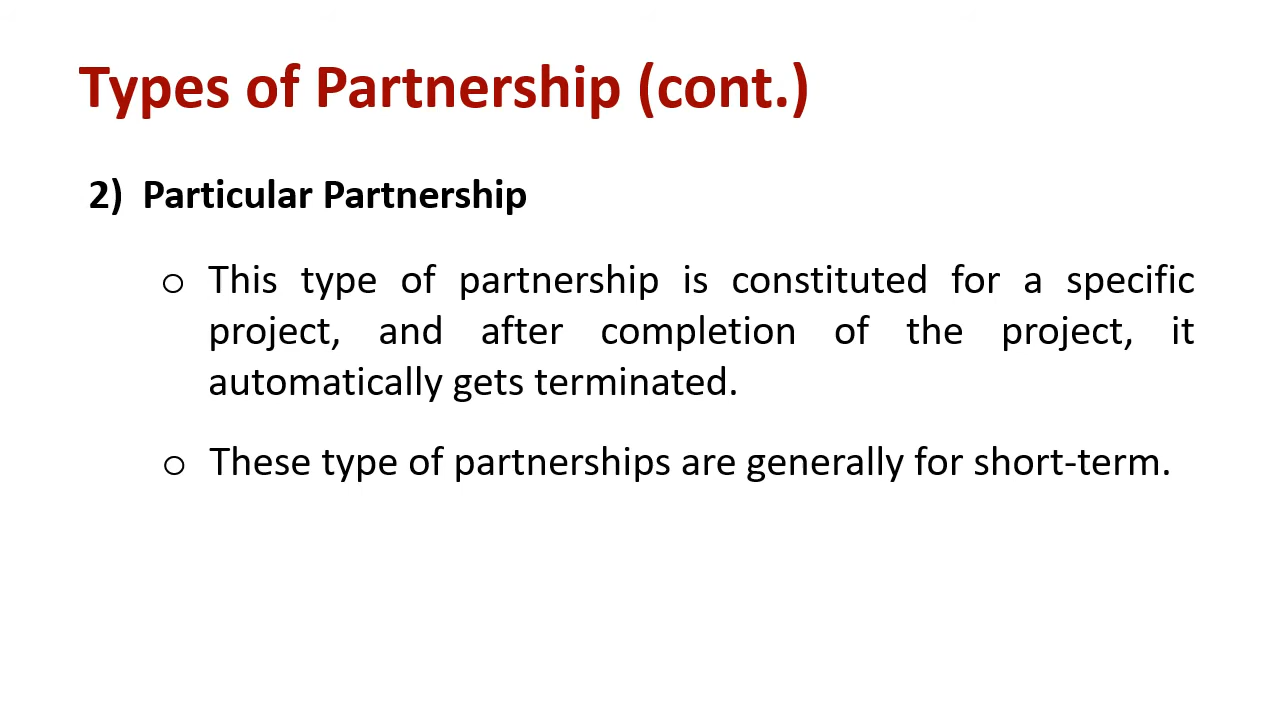 Types of Partnership (cont.)
2) Particular Partnership
o This type of partnership is constituted for a specific
project, and after completion of the project, it
automatically gets terminated.
o These type of partnerships are generally for short-term.